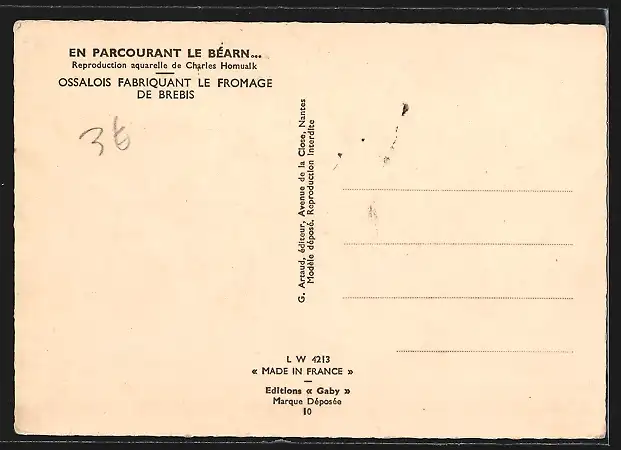 EN PARCOURANT LE BÉARN...
Reproduction aquarelle de Charles Homualk
OSSALOIS FABRIQUANT LE FROMAGE
DE BREBIS
36
G. Artaud, éditeur, Avenue de la Close, Nantes
Modèle déposé. Reproduction Interdite
L W 4213
« MADE IN FRANCE »
Editions « Gaby »
Marque Déposée
10